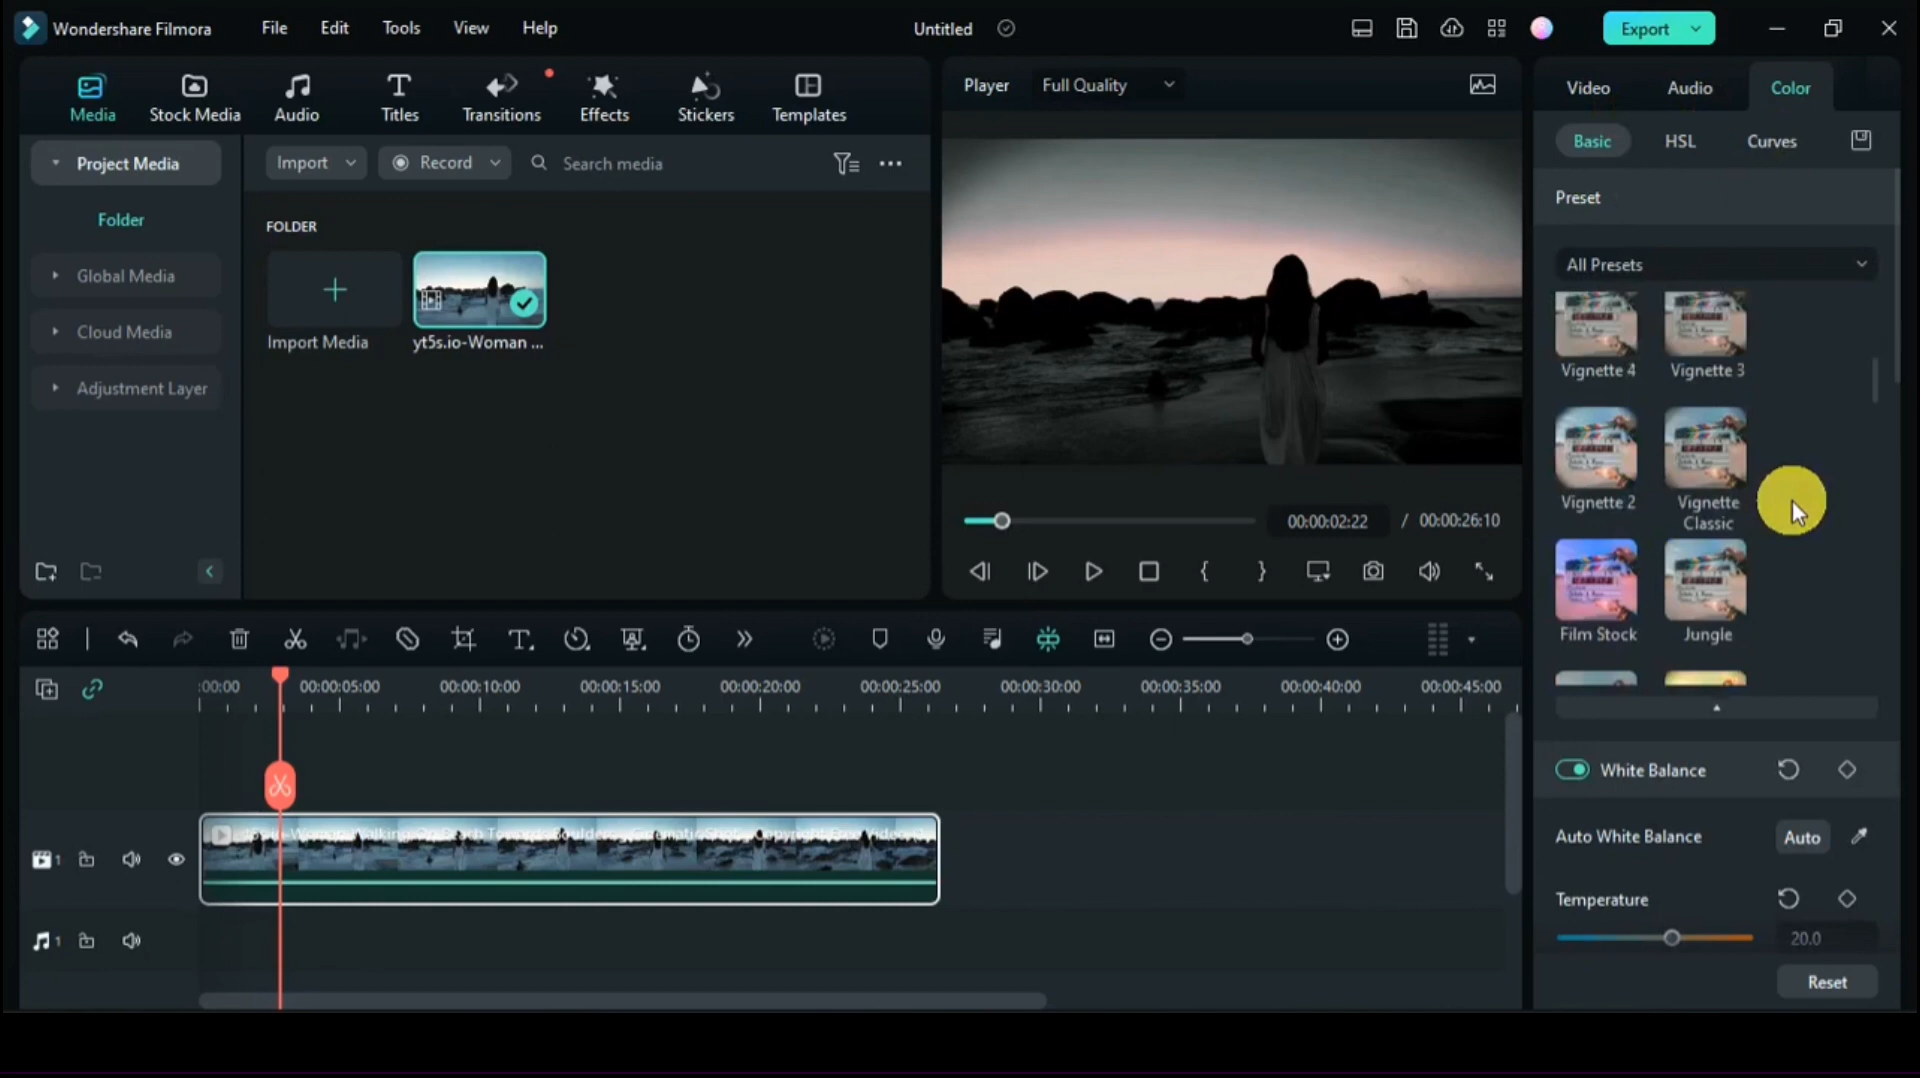 Wondershare Filmora
File
Edit
Tools
View
Help
Untitled
Export
Media
Stock Media
Audio
Titles
Transitions
Effects
Stickers
Templates
Player
Full Quality
Video
Audio
Color
Basic
HSL
Curves
Project Media
Import
Record
Search media
Folder
FOLDER
Global Media
Cloud Media
Adjustment Layer
Import Media
yt5s.io-Woman ...
Preset
All Presets
Vignette 4
Vignette 3
Vignette 2
Vignette
Classic
Film Stock
Jungle
00:00:02:22 / 00:00:26:10
:00:00
00:00:05:00
00:00:10:00
00:00:15:00
00:00:20:00
00:00:25:00
00:00:30:00
00:00:35:00
00:00:40:00
00:00:45:00
1
1
White Balance
Auto White Balance
Auto
Temperature
20.0
Reset